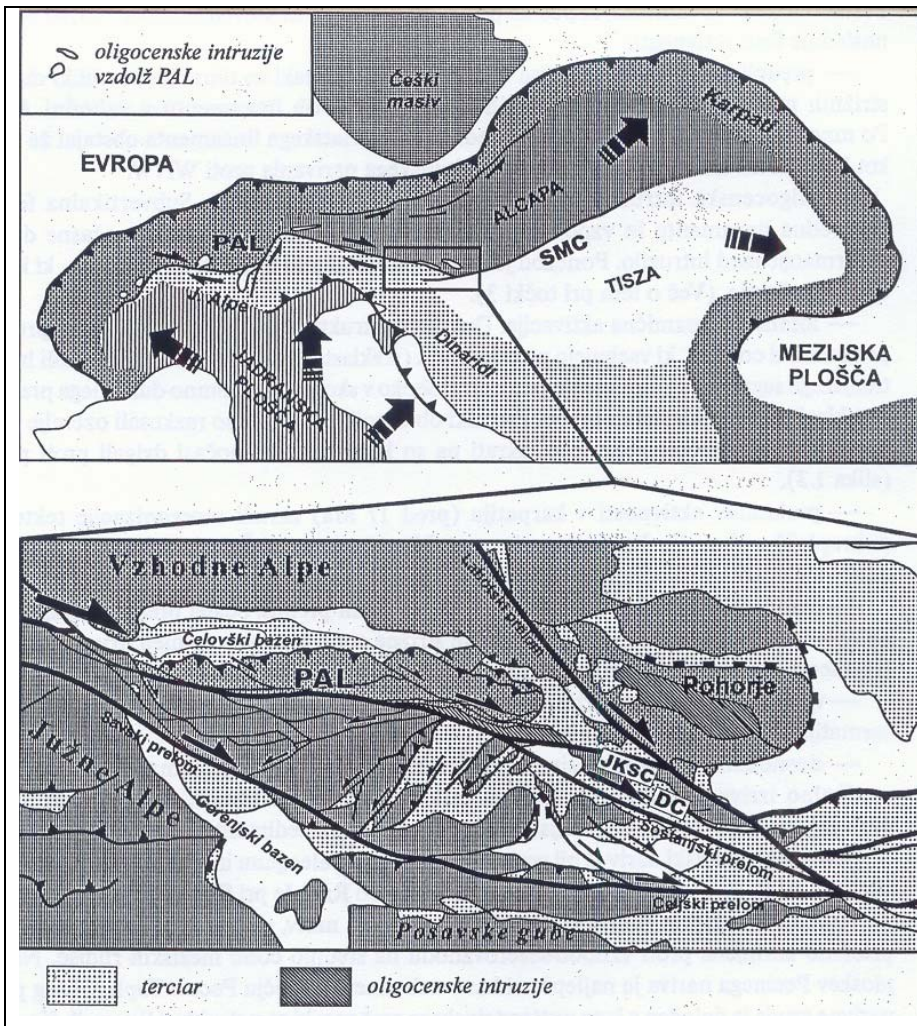 oligocenske intruzije
vzdolž PAL
Češki
masiv
EVROPA
Karpati
ALCAPA
PAL
SMC
TISZA
J. Alpe
Dinaridi
JADRANSKA
PLOŠČA
MEZIJSKA
PLOŠČA
Vzhodne Alpe
Labotski prelom
Celovški bazen
PAL
Pohorje
Savski prelom
Južne Alpe
JKSC
DC
Gorenjski bazen
Šoštanjski prelom
Celjski prelom
Posavske gube
terciar
oligocenske intruzije